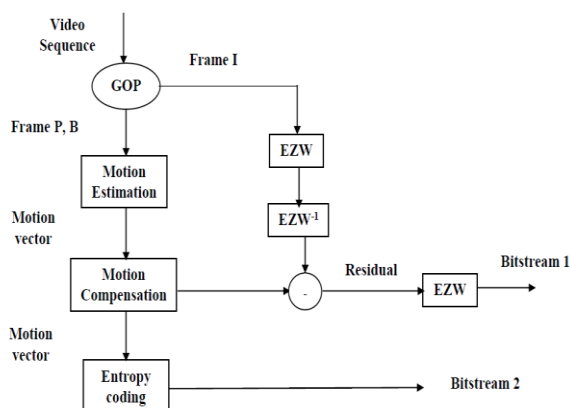 Video
Sequence
Frame I
GOP
Frame P, B
EZW
Motion
Estimation
Motion
vector
EZW-1
Motion
Compensation
-
Residual
EZW
Bitstream 1
Motion
vector
Entropy
coding
Bitstream 2